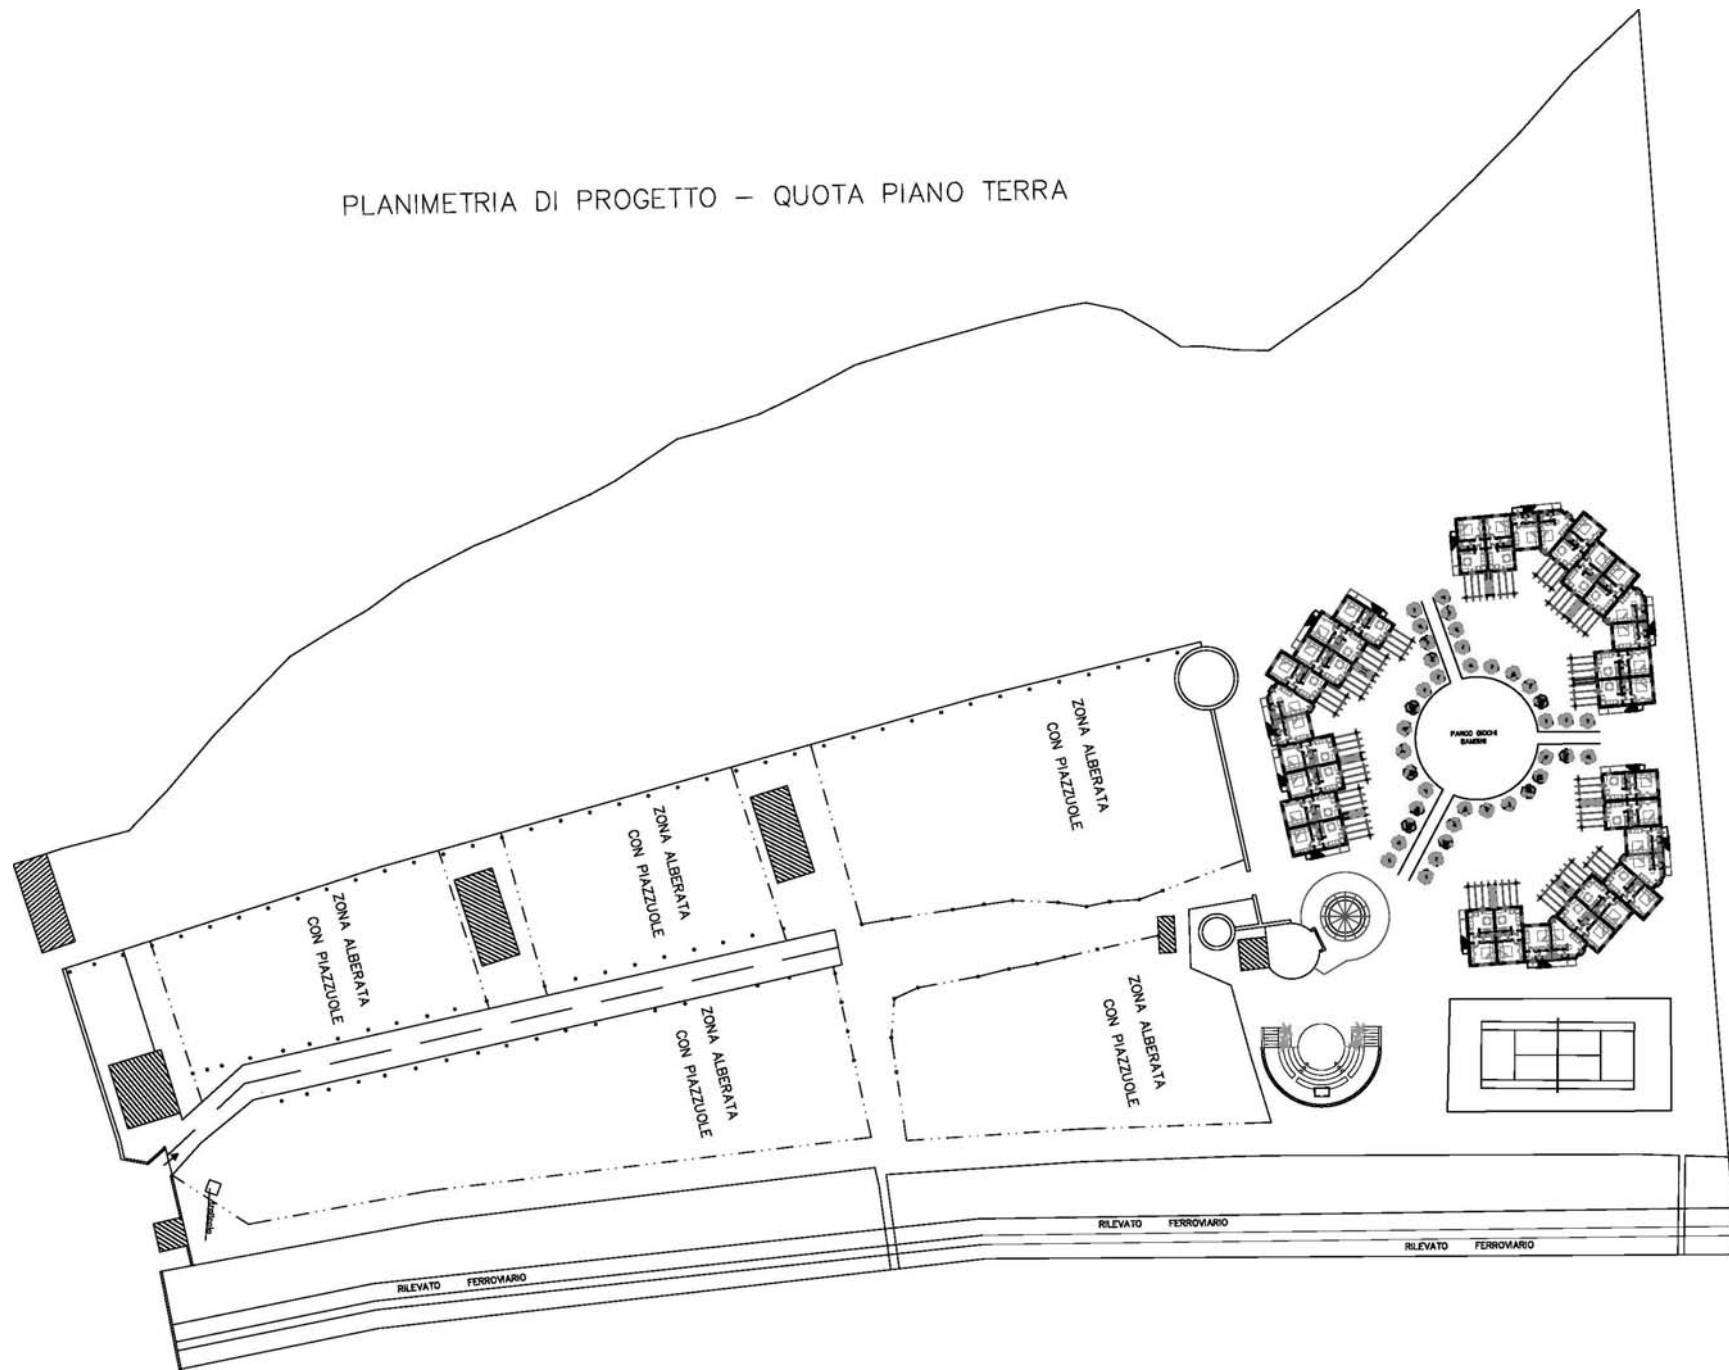 PLANIMETRIA DI PROGETTO – QUOTA PIANO TERRA
ZONA ALBERATA
CON PIAZZUOLE
ZONA ALBERATA
CON PIAZZUOLE
ZONA ALBERATA
CON PIAZZUOLE
ZONA ALBERATA
CON PIAZZUOLE
ZONA ALBERATA
CON PIAZZUOLE
PARCO GIOCHI
BAMBINI
RILEVATO FERROVIARIO
RILEVATO FERROVIARIO
RILEVATO FERROVIARIO